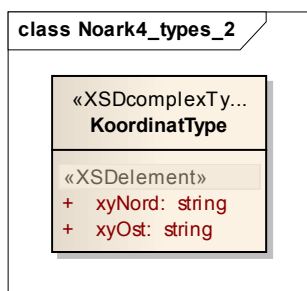 class Noark4_types_2
«XSDcomplexTy...
KoordinatType
«XSDelement»
+ xyNord: string
+ xyOst: string